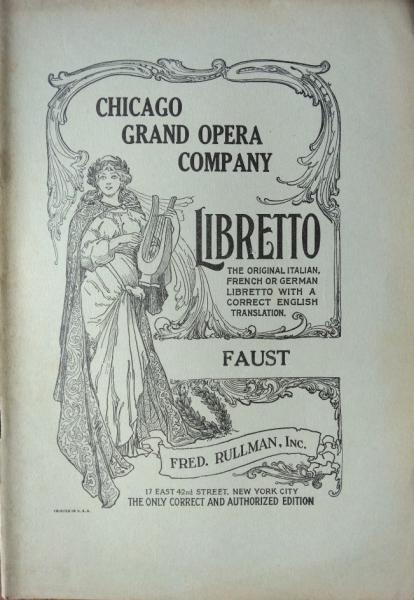 CHICAGO
GRAND OPERA
COMPANY
LIBRETTO
THE ORIGINAL ITALIAN,
FRENCH OR GERMAN
LIBRETTO WITH A
CORRECT ENGLISH
TRANSLATION.
FAUST
FRED. RULLMAN, INC.
17 EAST 42nd STREET, NEW YORK CITY
THE ONLY CORRECT AND AUTHORIZED EDITION
PRINTED IN U.S.A.